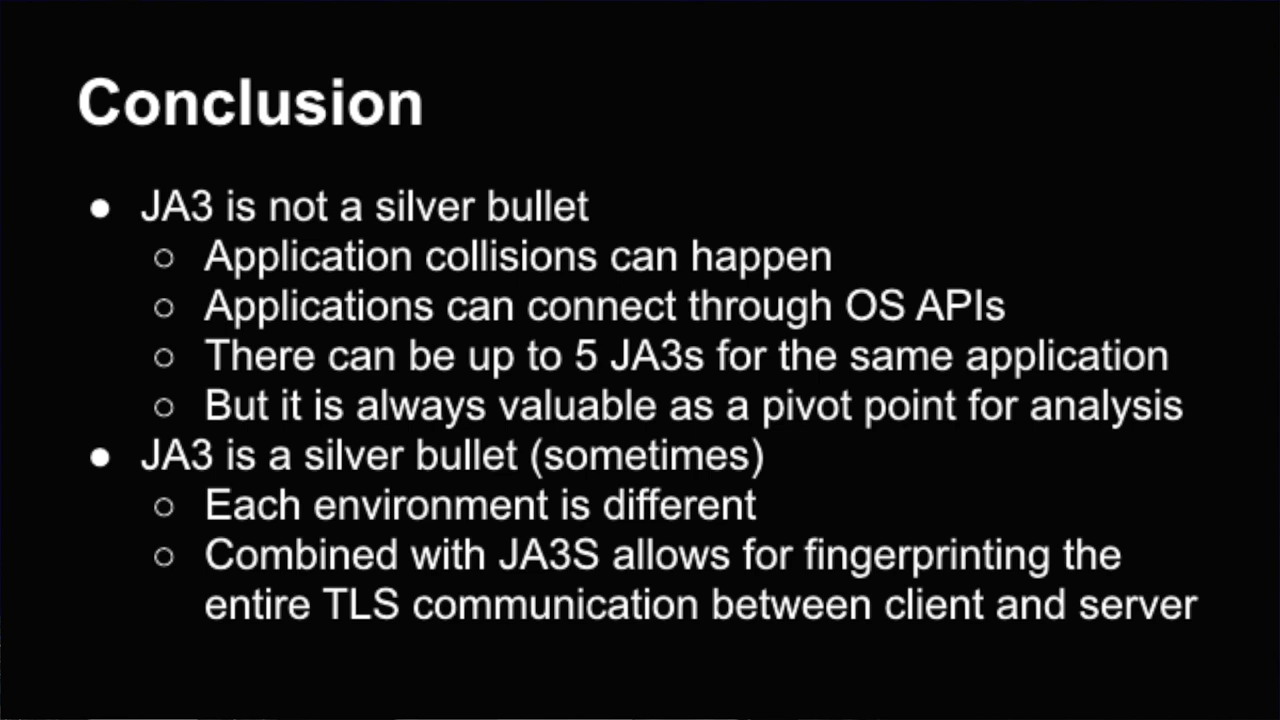 Conclusion
● JA3 is not a silver bullet
○ Application collisions can happen
○ Applications can connect through OS APIs
○ There can be up to 5 JA3s for the same application
○ But it is always valuable as a pivot point for analysis
● JA3 is a silver bullet (sometimes)
○ Each environment is different
○ Combined with JA3S allows for fingerprinting the
entire TLS communication between client and server